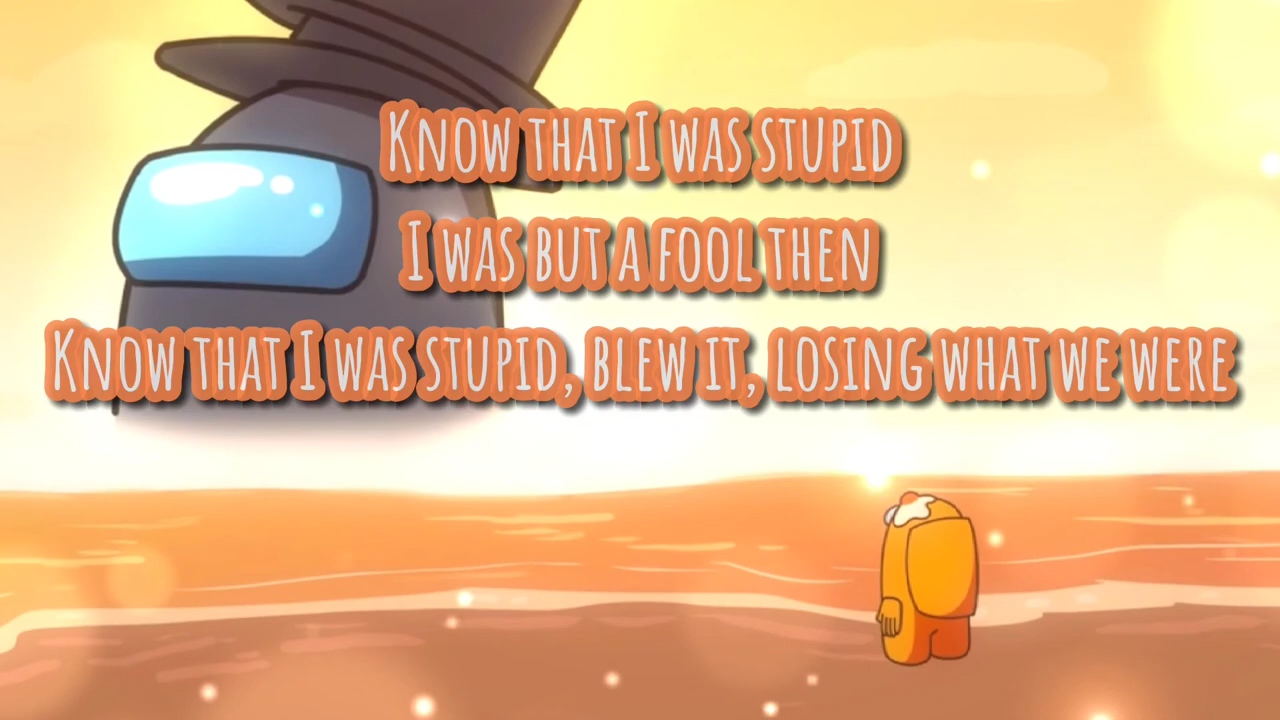 Know that I was stupid
I was but a fool then
Know that I was stupid, blew it, losing what we were